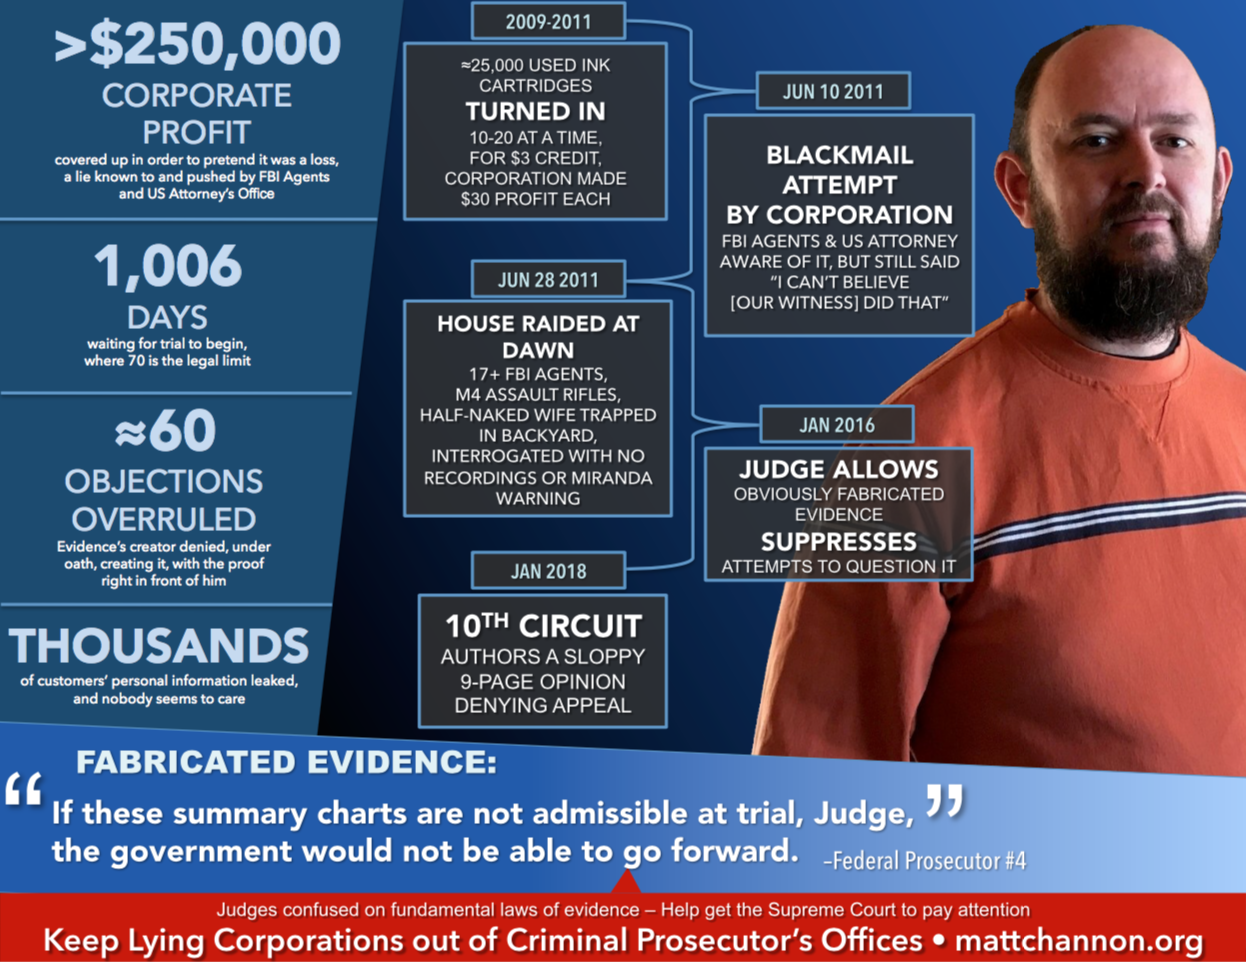 >$250,000
CORPORATE
PROFIT
covered up in order to pretend it was a loss,
a lie known to and pushed by FBI Agents
and US Attorney's Office
1,006
DAYS
waiting for trial to begin,
where 70 is the legal limit
≈60
OBJECTIONS
OVERRULED
Evidence's creator denied, under
oath, creating it, with the proof
right in front of him
THOUSANDS
of customers' personal information leaked,
and nobody seems to care
2009-2011
≈25,000 USED INK
CARTRIDGES
TURNED IN
10-20 AT A TIME,
FOR $3 CREDIT,
CORPORATION MADE
$30 PROFIT EACH
JUN 10 2011
BLACKMAIL
ATTEMPT
BY CORPORATION
FBI AGENTS & US ATTORNEY
AWARE OF IT, BUT STILL SAID
"I CAN'T BELIEVE
[OUR WITNESS] DID THAT"
JUN 28 2011
HOUSE RAIDED AT
DAWN
17+ FBI AGENTS,
M4 ASSAULT RIFLES,
HALF-NAKED WIFE TRAPPED
IN BACKYARD,
INTERROGATED WITH NO
RECORDINGS OR MIRANDA
WARNING
JAN 2016
JUDGE ALLOWS
OBVIOUSLY FABRICATED
EVIDENCE
SUPPRESSES
ATTEMPTS TO QUESTION IT
JAN 2018
10TH CIRCUIT
AUTHORS A SLOPPY
9-PAGE OPINION
DENYING APPEAL
FABRICATED EVIDENCE:
“If these summary charts are not admissible at trial, Judge,
the government would not be able to go forward.” –Federal Prosecutor #4
Judges confused on fundamental laws of evidence – Help get the Supreme Court to pay attention
Keep Lying Corporations out of Criminal Prosecutor's Offices • mattchannon.org